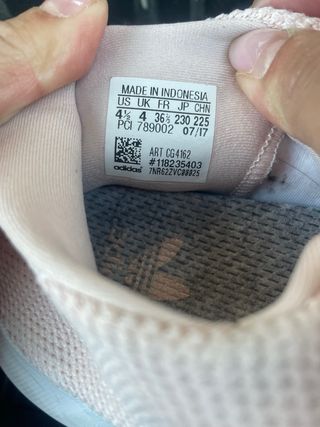 MADE IN INDONESIA
US UK FR JP CHN
4½ 4 36⅔ 230 225
PCI 789002 07/17
ART CG4162
#118235403
adidas 7NR62ZVC00025